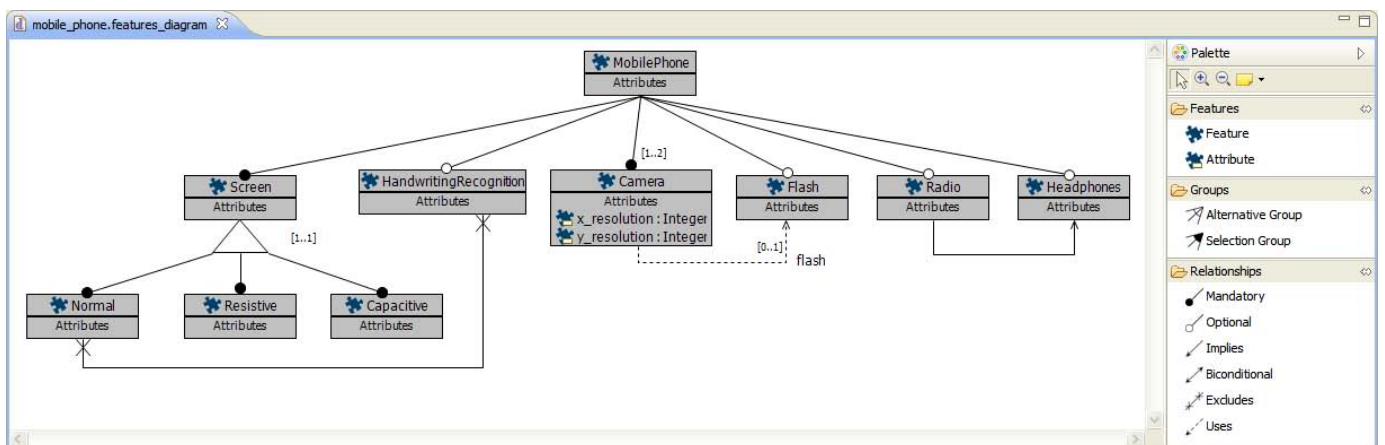 mobile_phone.features_diagram
MobilePhone
Attributes
[1..2]
Screen
Attributes
HandwritingRecognition
Attributes
Camera
Attributes
x_resolution : Integer
y_resolution : Integer
Flash
Attributes
Radio
Attributes
Headphones
Attributes
[1..1]
[0..1]
flash
Normal
Attributes
Resistive
Attributes
Capacitive
Attributes
Palette
Features
Feature
Attribute
Groups
Alternative Group
Selection Group
Relationships
Mandatory
Optional
Implies
Biconditional
Excludes
Uses